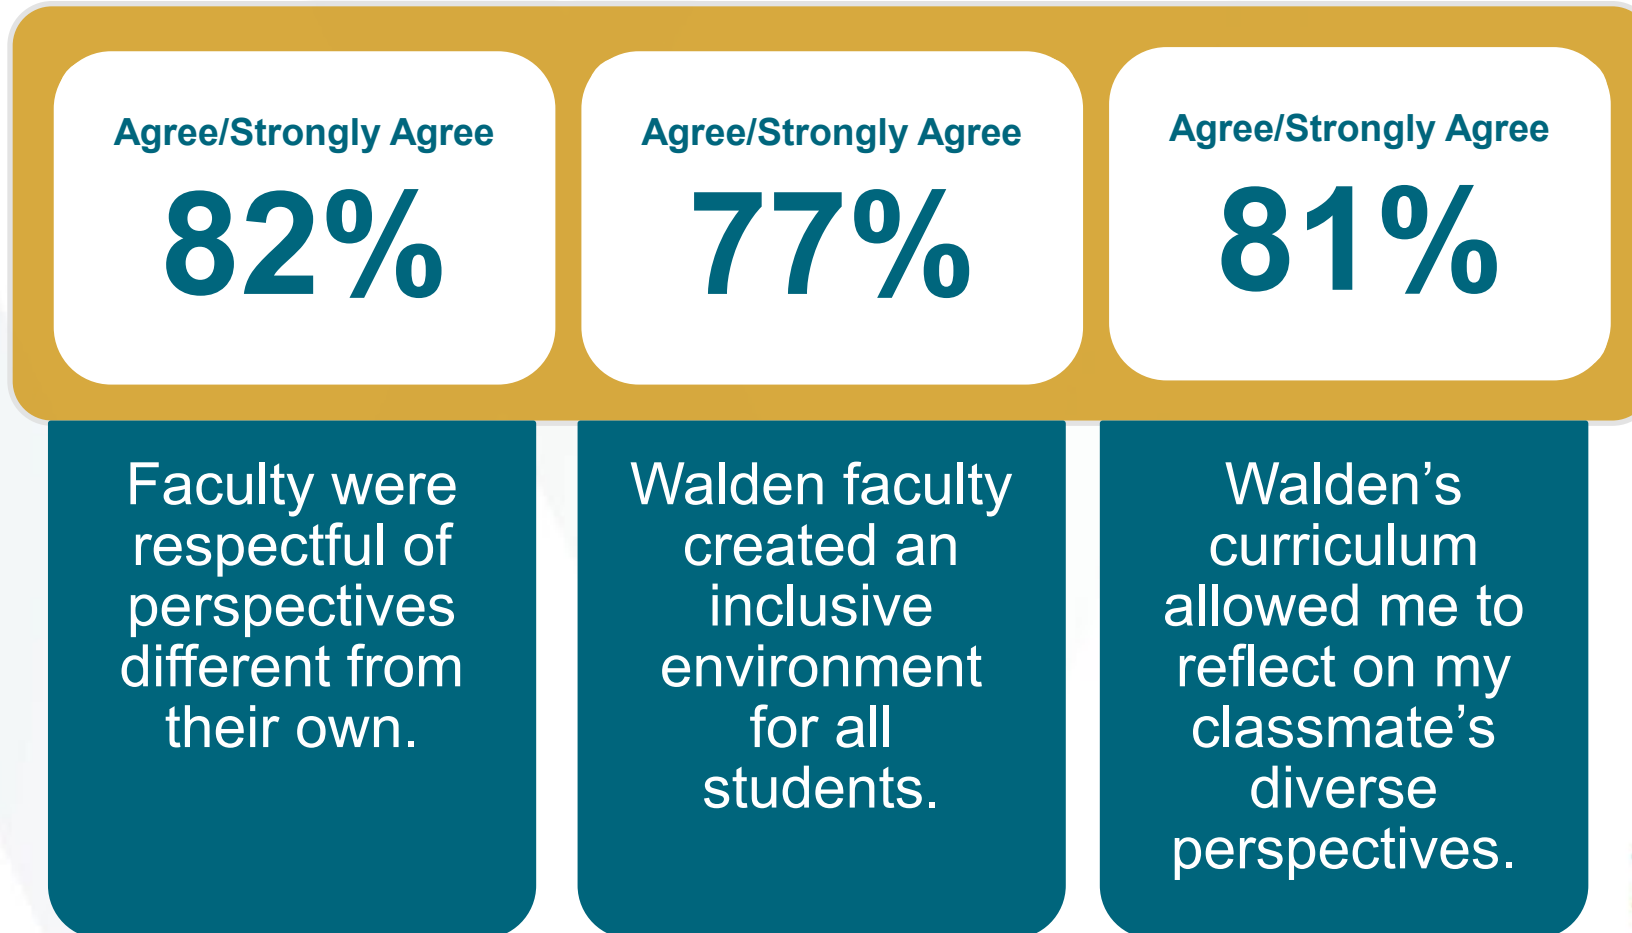 Agree/Strongly Agree
82%
Faculty were
respectful of
perspectives
different from
their own.
Agree/Strongly Agree
77%
Walden faculty
created an
inclusive
environment
for all
students.
Agree/Strongly Agree
81%
Walden’s
curriculum
allowed me to
reflect on my
classmate’s
diverse
perspectives.